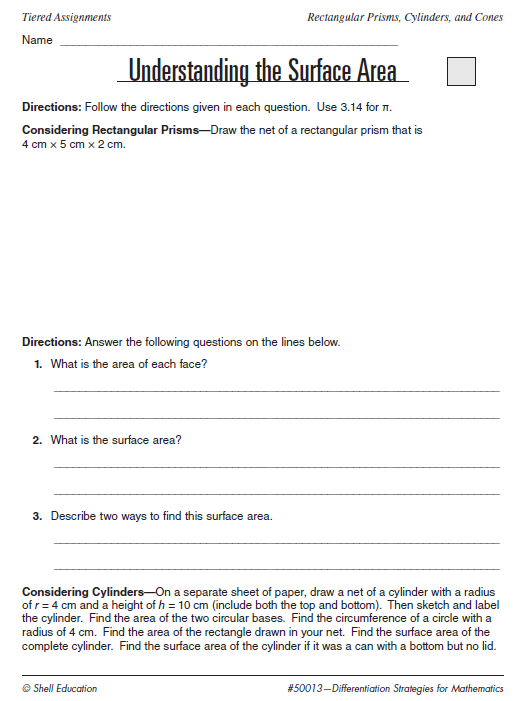 Tiered Assignments
Rectangular Prisms, Cylinders, and Cones
Name
Understanding the Surface Area
Directions: Follow the directions given in each question. Use 3.14 for π.
Considering Rectangular Prisms—Draw the net of a rectangular prism that is
4 cm × 5 cm × 2 cm.
Directions: Answer the following questions on the lines below.
1. What is the area of each face?
2. What is the surface area?
3. Describe two ways to find this surface area.
Considering Cylinders—On a separate sheet of paper, draw a net of a cylinder with a radius
of r = 4 cm and a height of h = 10 cm (include both the top and bottom). Then sketch and label
the cylinder. Find the area of the two circular bases. Find the circumference of a circle with a
radius of 4 cm. Find the area of the rectangle drawn in your net. Find the surface area of the
complete cylinder. Find the surface area of the cylinder if it was a can with a bottom but no lid.
© Shell Education
#50013—Differentiation Strategies for Mathematics